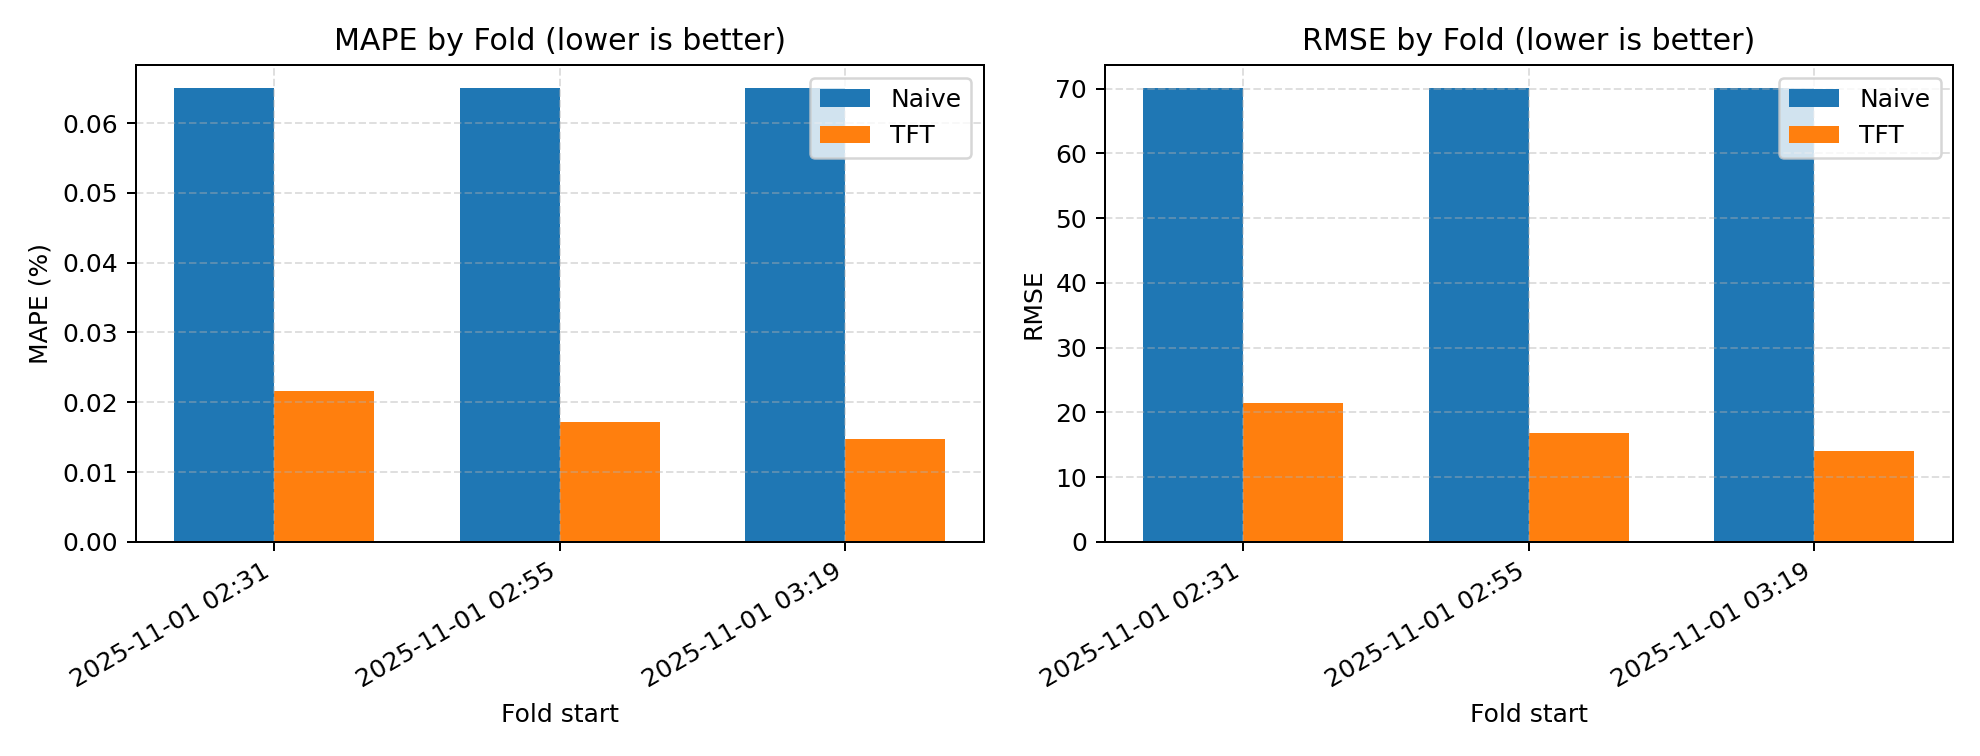 MAPE by Fold (lower is better)
Naive
TFT
MAPE (%)
0.06
0.05
0.04
0.03
0.02
0.01
0.00
2025-11-01 02:31
2025-11-01 02:55
2025-11-01 03:19
Fold start
RMSE by Fold (lower is better)
Naive
TFT
RMSE
70
60
50
40
30
20
10
0
2025-11-01 02:31
2025-11-01 02:55
2025-11-01 03:19
Fold start